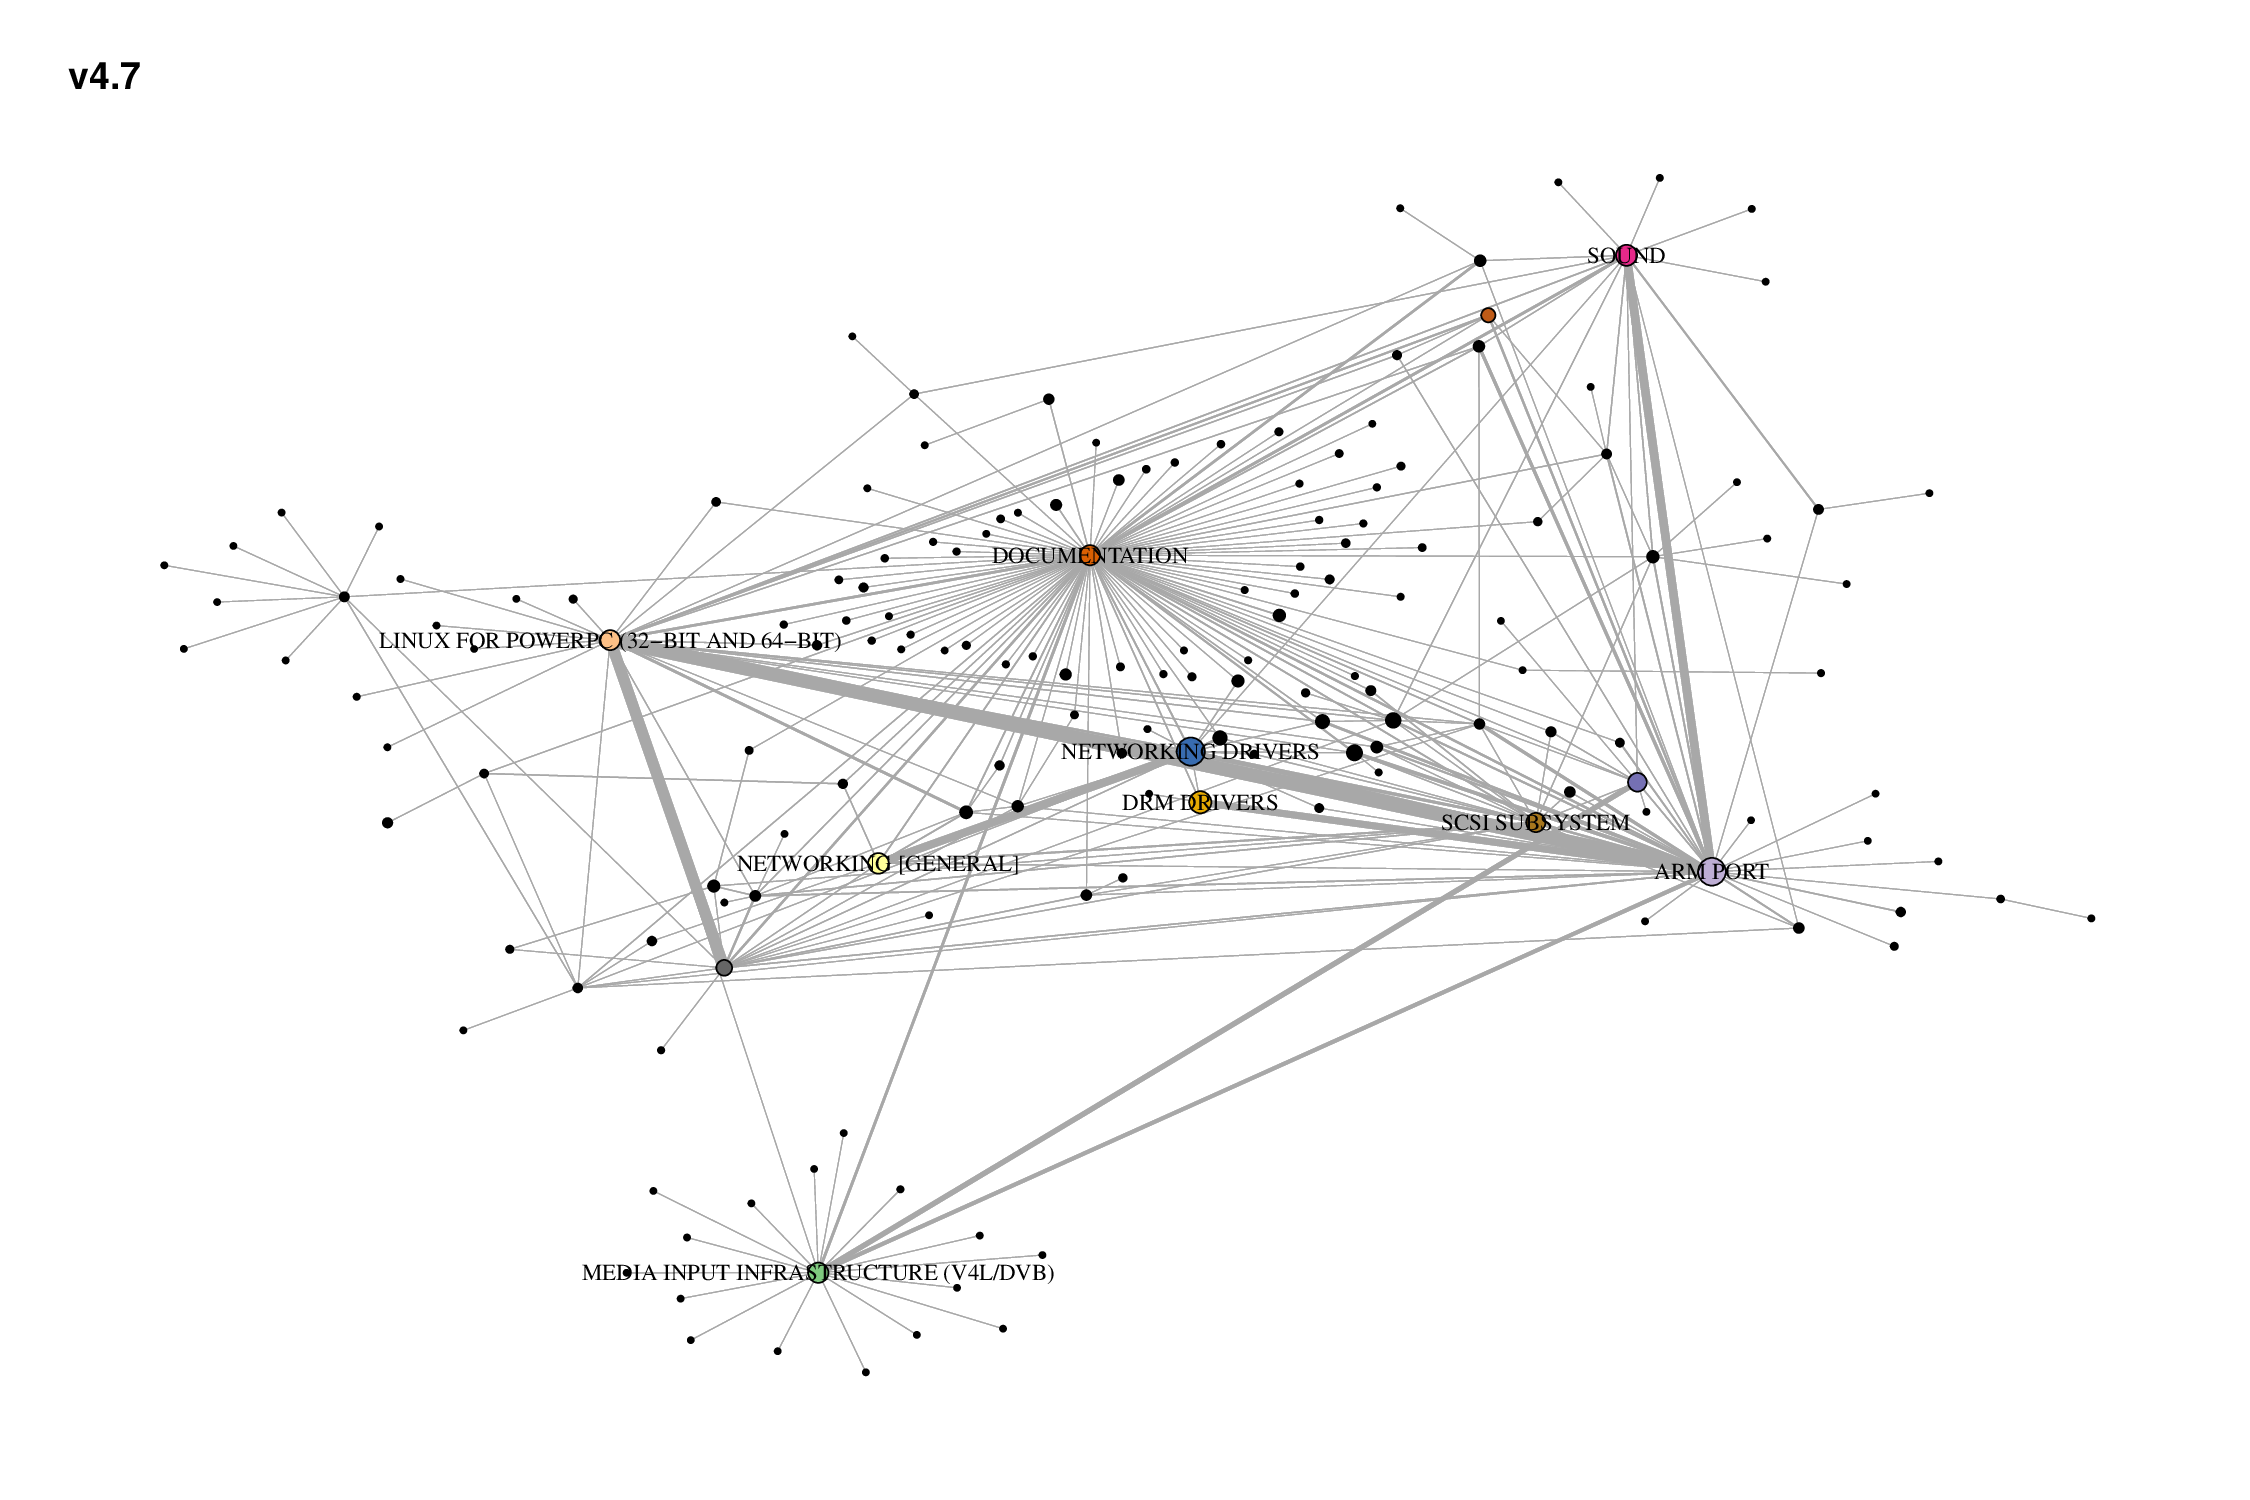 v4.7
SOUND
DOCUMENTATION
LINUX FOR POWERPC (32−BIT AND 64−BIT)
NETWORKING DRIVERS
DRM DRIVERS
SCSI SUBSYSTEM
NETWORKING [GENERAL]
ARM PORT
MEDIA INPUT INFRASTRUCTURE (V4L/DVB)